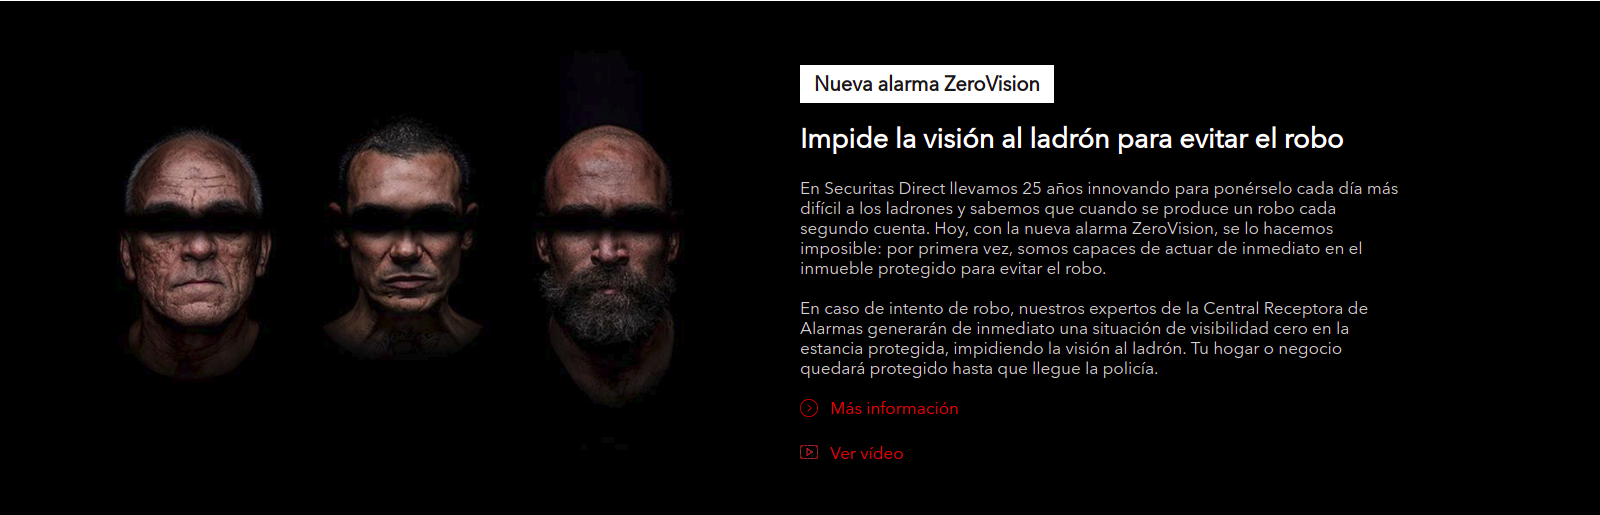 Nueva alarma ZeroVision
Impide la visión al ladrón para evitar el robo
En Securitas Direct llevamos 25 años innovando para ponérselo cada día más
difícil a los ladrones y sabemos que cuando se produce un robo cada
segundo cuenta. Hoy, con la nueva alarma ZeroVision, se lo hacemos
imposible: por primera vez, somos capaces de actuar de inmediato en el
inmueble protegido para evitar el robo.
En caso de intento de robo, nuestros expertos de la Central Receptora de
Alarmas generarán de inmediato una situación de visibilidad cero en la
estancia protegida, impidiendo la visión al ladrón. Tu hogar o negocio
quedará protegido hasta que llegue la policía.
Más información
Ver vídeo